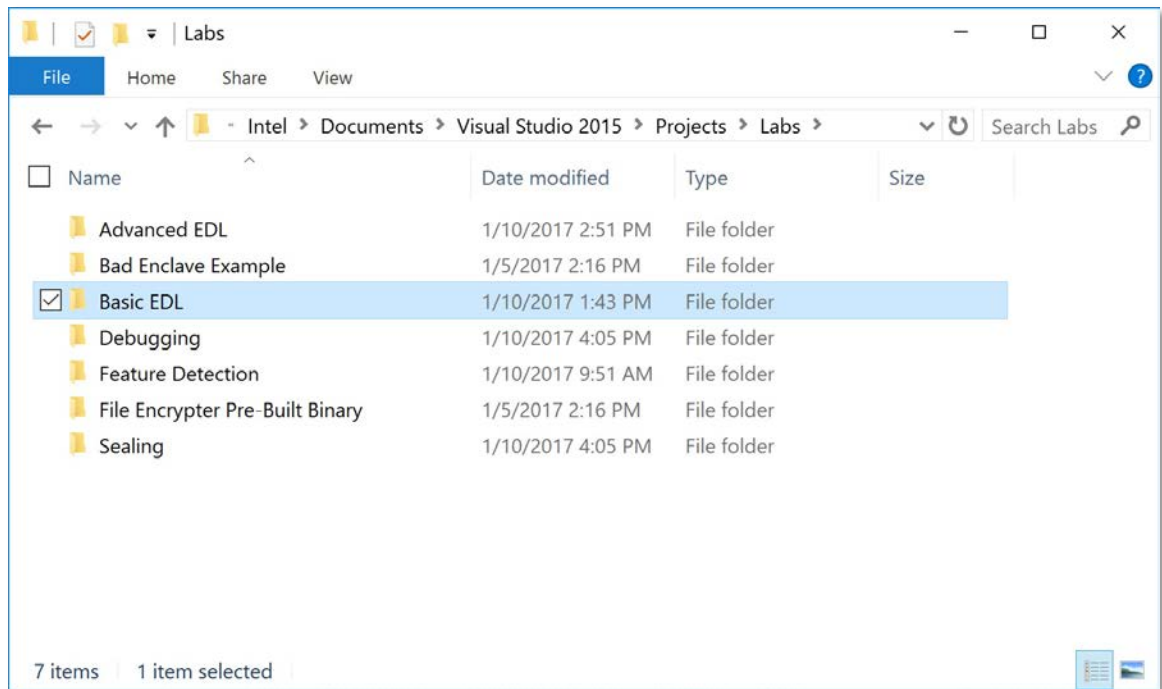 Labs
File Home Share View
?
Intel > Documents > Visual Studio 2015 > Projects > Labs > Search Labs
Name Date modified Type Size
Advanced EDL 1/10/2017 2:51 PM File folder
Bad Enclave Example 1/5/2017 2:16 PM File folder
Basic EDL 1/10/2017 1:43 PM File folder
Debugging 1/10/2017 4:05 PM File folder
Feature Detection 1/10/2017 9:51 AM File folder
File Encrypter Pre-Built Binary 1/5/2017 2:16 PM File folder
Sealing 1/10/2017 4:05 PM File folder
7 items 1 item selected